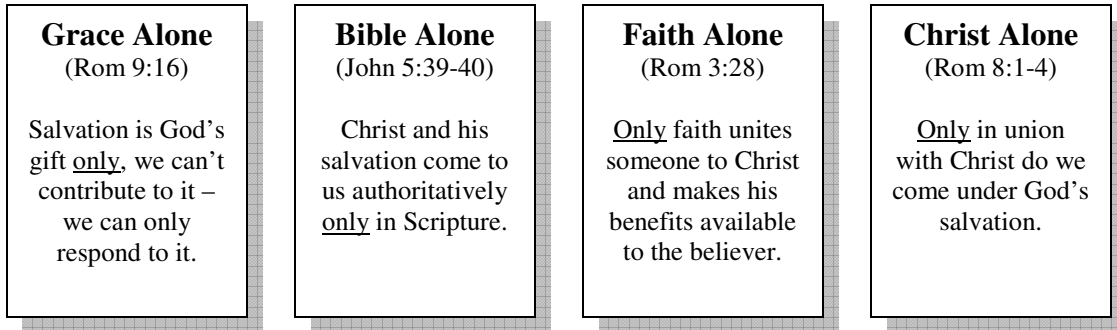 Grace Alone
(Rom 9:16)
Salvation is God's
gift only, we can't
contribute to it –
we can only
respond to it.
Bible Alone
(John 5:39-40)
Christ and his
salvation come to
us authoritatively
only in Scripture.
Faith Alone
(Rom 3:28)
Only faith unites
someone to Christ
and makes his
benefits available
to the believer.
Christ Alone
(Rom 8:1-4)
Only in union
with Christ do we
come under God's
salvation.